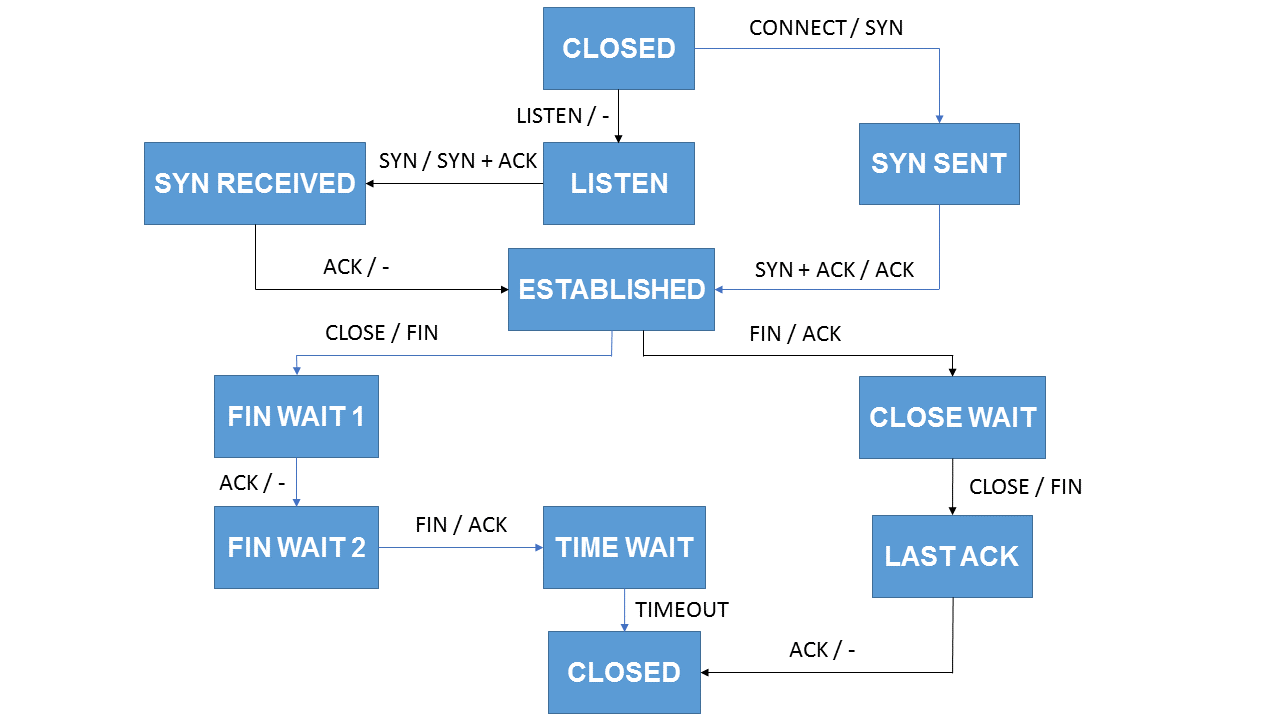 CLOSED
CONNECT / SYN
LISTEN / -
SYN RECEIVED
SYN / SYN + ACK
LISTEN
SYN SENT
ACK / -
ESTABLISHED
SYN + ACK / ACK
CLOSE / FIN
FIN / ACK
FIN WAIT 1
CLOSE WAIT
ACK / -
CLOSE / FIN
FIN WAIT 2
FIN / ACK
TIME WAIT
LAST ACK
TIMEOUT
CLOSED
ACK / -